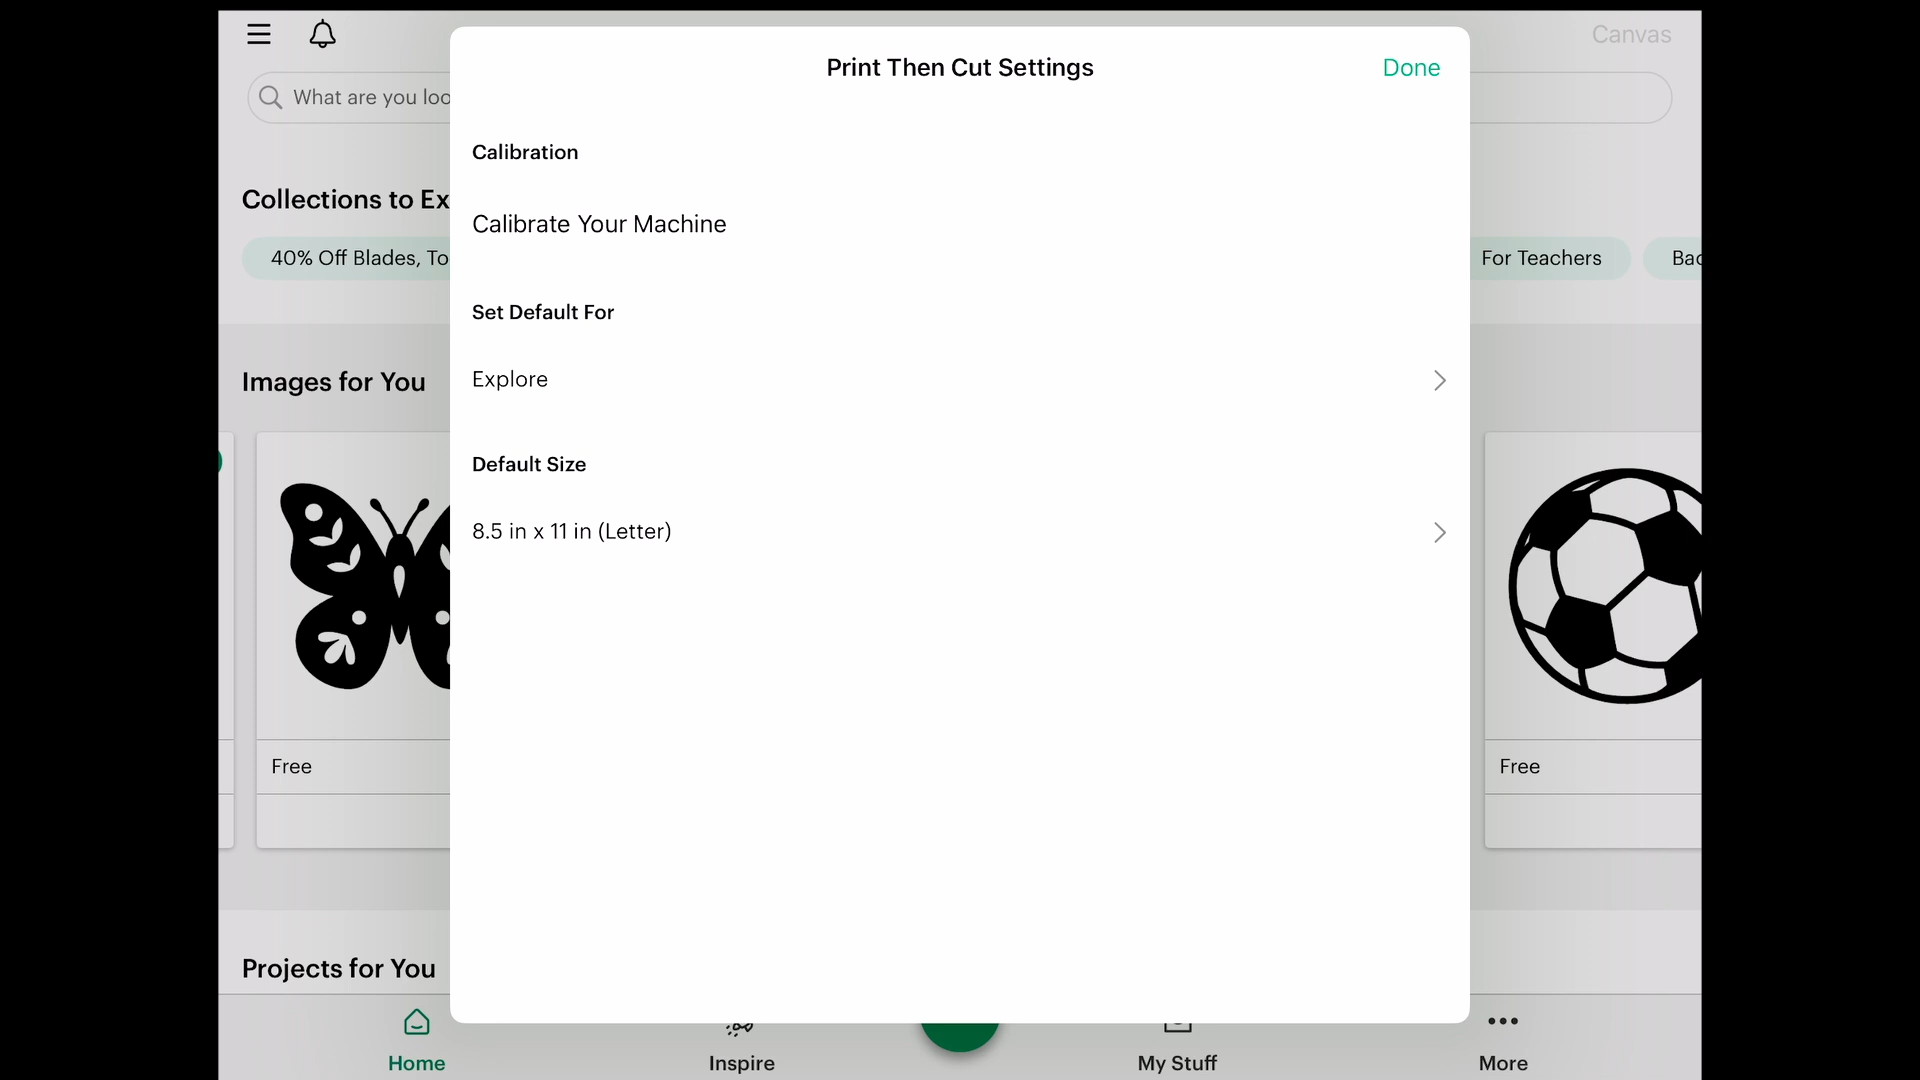 Canvas
Print Then Cut Settings
Done
What are you loo
Calibration
Calibrate Your Machine
Collections to Ex
40% Off Blades, To
For Teachers
Bac
Set Default For
Explore
Images for You
Default Size
8.5 in x 11 in (Letter)
Free
Free
Projects for You
Home
Inspire
My Stuff
More